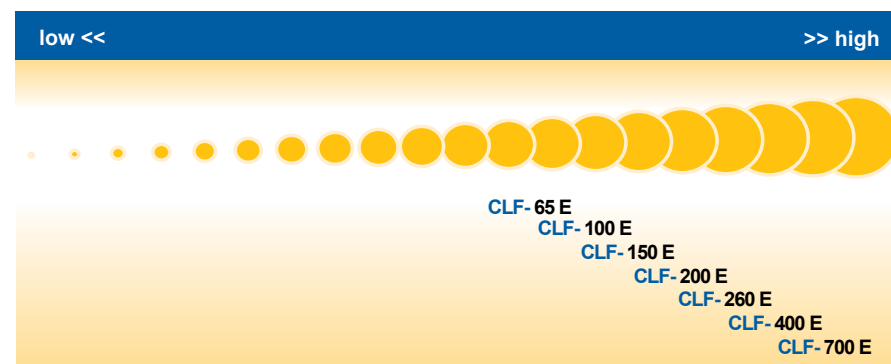 low << >> high
CLF- 65 E
CLF- 100 E
CLF- 150 E
CLF- 200 E
CLF- 260 E
CLF- 400 E
CLF- 700 E